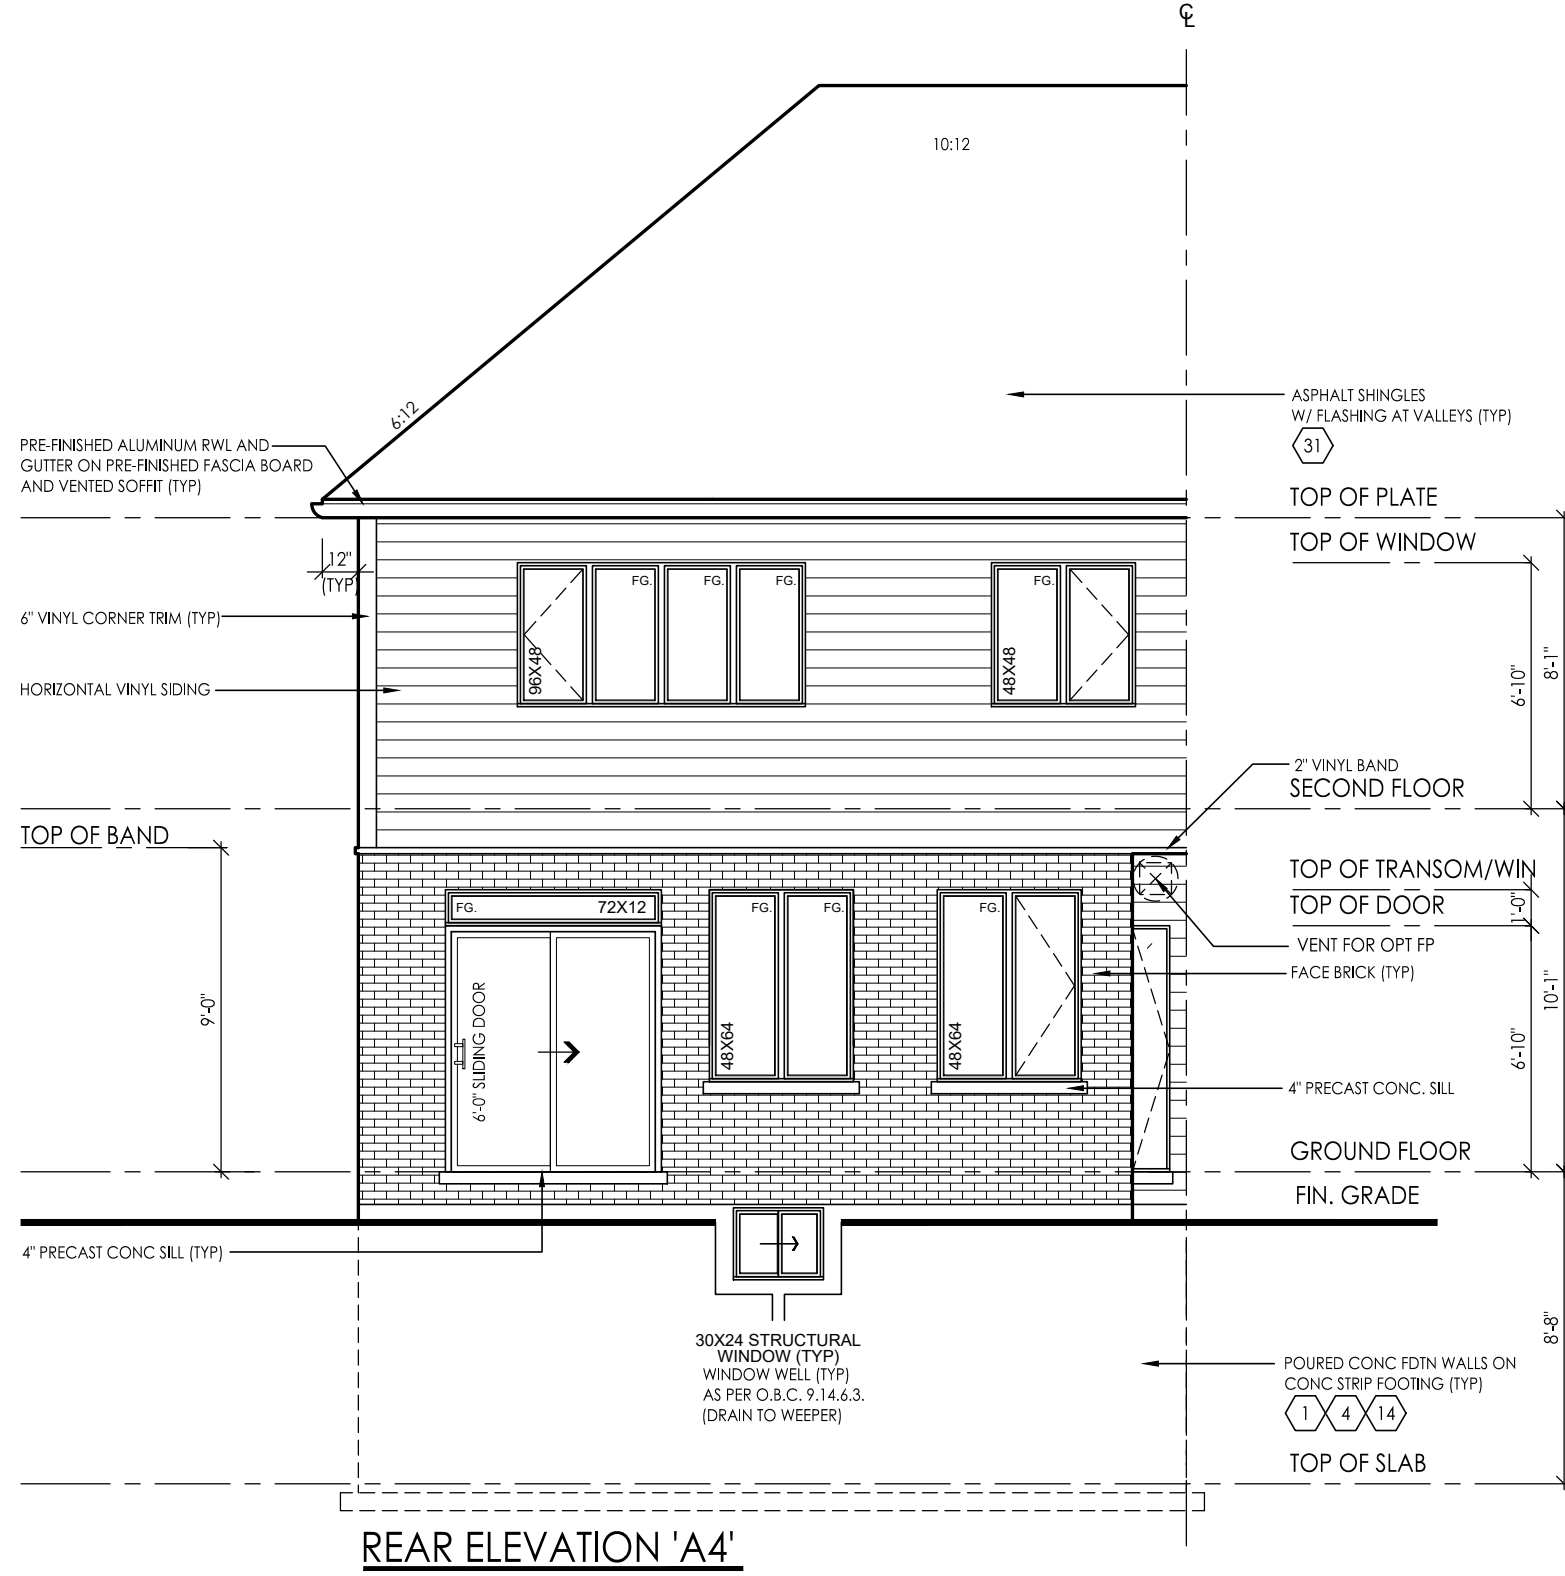 ℄
10:12
6:12
ASPHALT SHINGLES
W/ FLASHING AT VALLEYS (TYP)
31
PRE-FINISHED ALUMINUM RWL AND
GUTTER ON PRE-FINISHED FASCIA BOARD
AND VENTED SOFFIT (TYP)
TOP OF PLATE
TOP OF WINDOW
12"
(TYP)
6" VINYL CORNER TRIM (TYP)
HORIZONTAL VINYL SIDING
FG.
FG.
FG.
96X48
FG.
48X48
6'-10"
8'-1"
2" VINYL BAND
SECOND FLOOR
TOP OF BAND
TOP OF TRANSOM/WIN
TOP OF DOOR
1'-0"
VENT FOR OPT FP
FACE BRICK (TYP)
FG.
72X12
FG.
FG.
FG.
6'-0" SLIDING DOOR
48X64
48X64
9'-0"
10'-1"
6'-10"
4" PRECAST CONC. SILL
GROUND FLOOR
FIN. GRADE
4" PRECAST CONC SILL (TYP)
30X24 STRUCTURAL
WINDOW (TYP)
WINDOW WELL (TYP)
AS PER O.B.C. 9.14.6.3.
(DRAIN TO WEEPER)
8'-8"
POURED CONC FDTN WALLS ON
CONC STRIP FOOTING (TYP)
1 4 14
TOP OF SLAB
REAR ELEVATION 'A4'